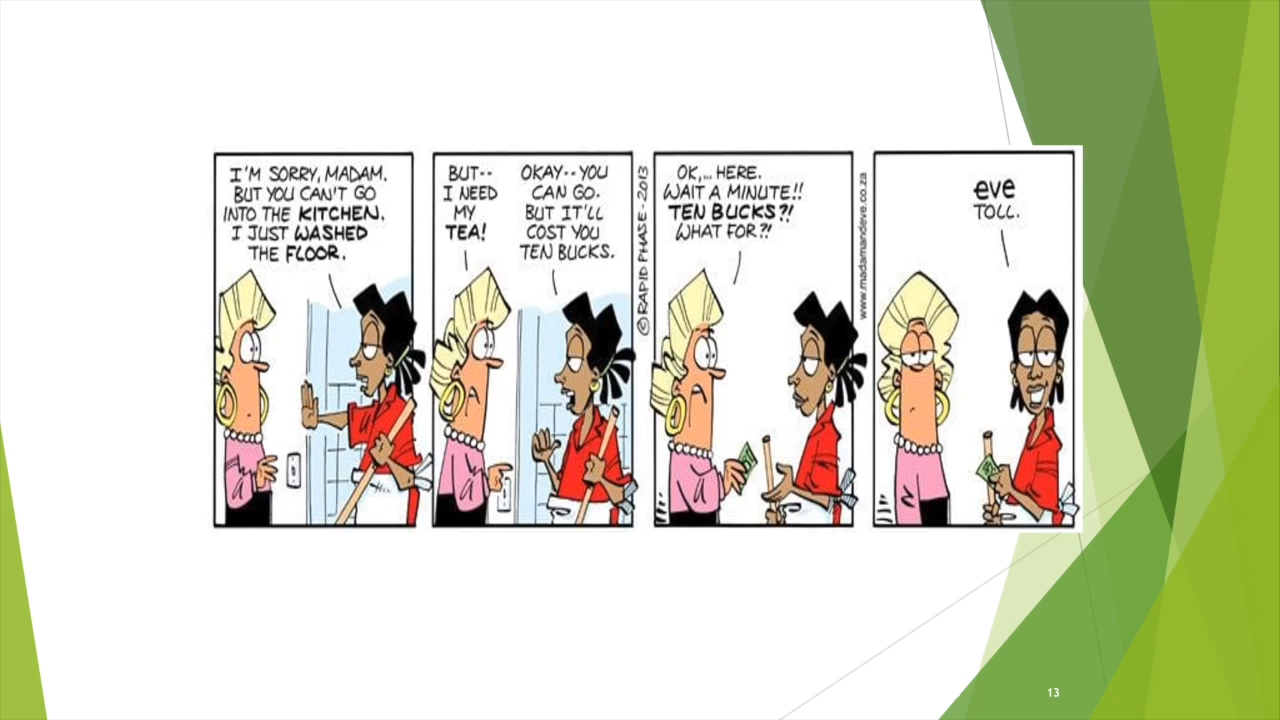 I'M SORRY, MADAM.
BUT YOU CAN'T GO
INTO THE KITCHEN.
I JUST WASHED
THE FLOOR.
BUT--
I NEED
MY
TEA!
OKAY--YOU
CAN GO.
BUT IT'LL
COST YOU
TEN BUCKS.
© RAPID PHASE - 2013
OK,... HERE.
WAIT A MINUTE!!
TEN BUCKS?!
WHAT FOR?!
www.madamandeve.co.za
eve
TOLL.
13